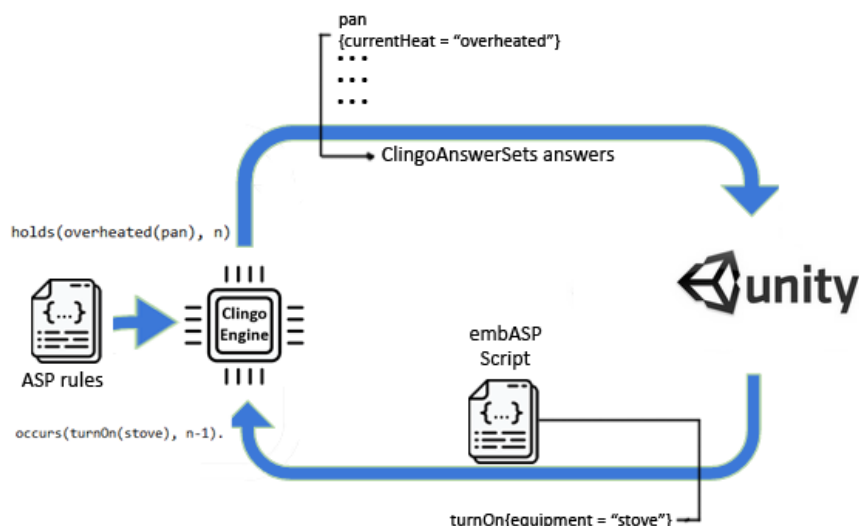 pan
{currentHeat = “overheated”}
...
...
ClingoAnswerSets answers
holds(overheated(pan), n)
unity
{...}
Clingo
Engine
ASP rules
embASP
Script
{...}
occurs(turnOn(stove), n-1).
turnOn{equipment = “stove”}